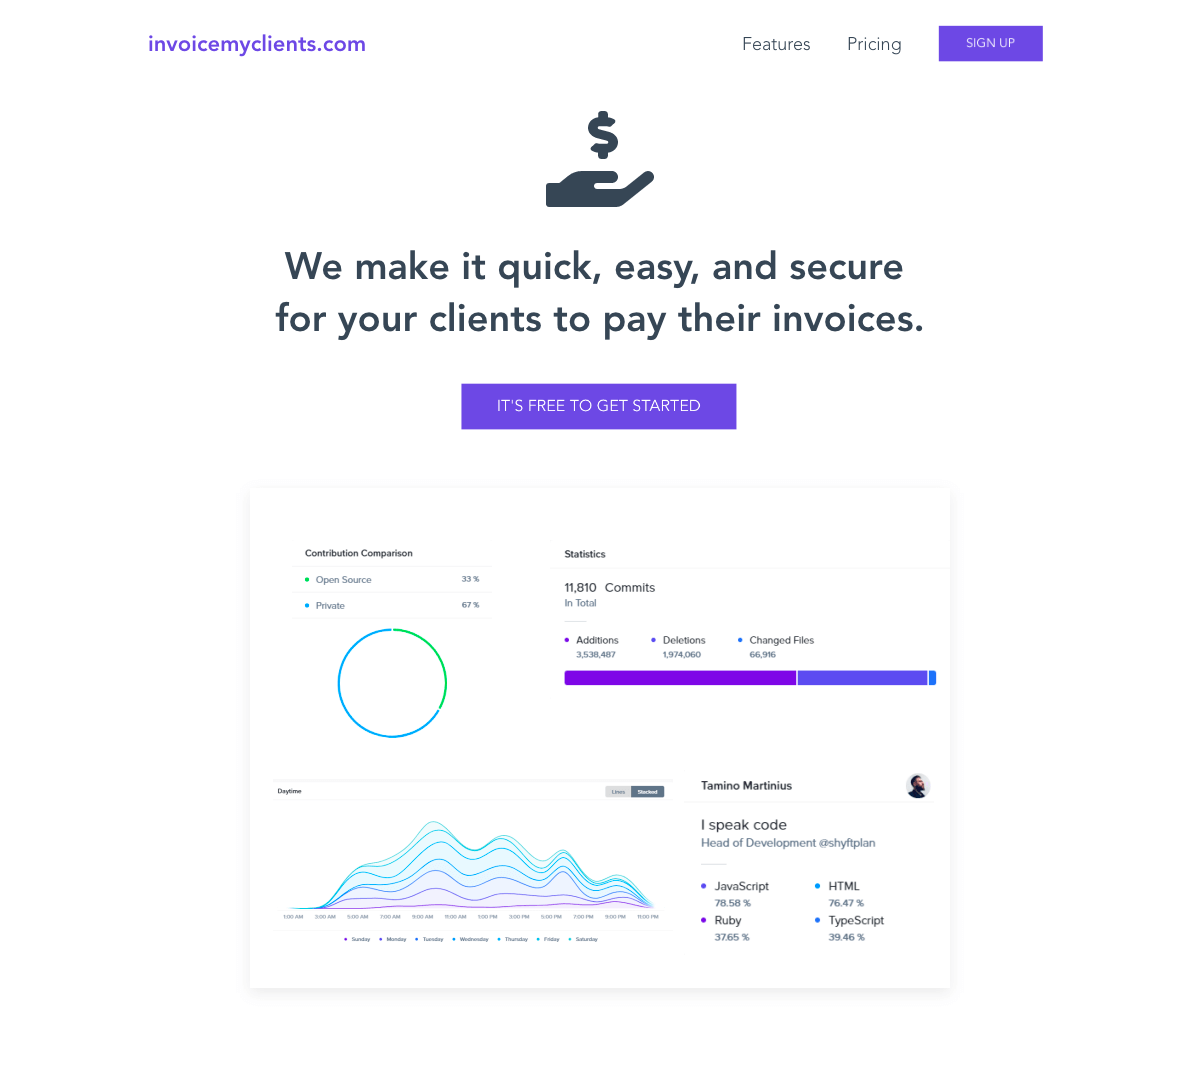 invoicemyclients.com
Features
Pricing
SIGN UP
$
We make it quick, easy, and secure
for your clients to pay their invoices.
IT'S FREE TO GET STARTED
Contribution Comparison
Open Source 33 %
Private 67 %
Statistics
11,810 Commits
In Total
Additions Deletions Changed Files
3,538,487 1,974,060 66,916
Daytime Lines Stacked
1:00 AM 3:00 AM 5:00 AM 7:00 AM 9:00 AM 11:00 AM 1:00 PM 3:00 PM 5:00 PM 7:00 PM 9:00 PM 11:00 PM
Sunday Monday Tuesday Wednesday Thursday Friday Saturday
Tamino Martinius
I speak code
Head of Development @shyftplan
JavaScript HTML
78.58 % 76.47 %
Ruby TypeScript
37.65 % 39.46 %